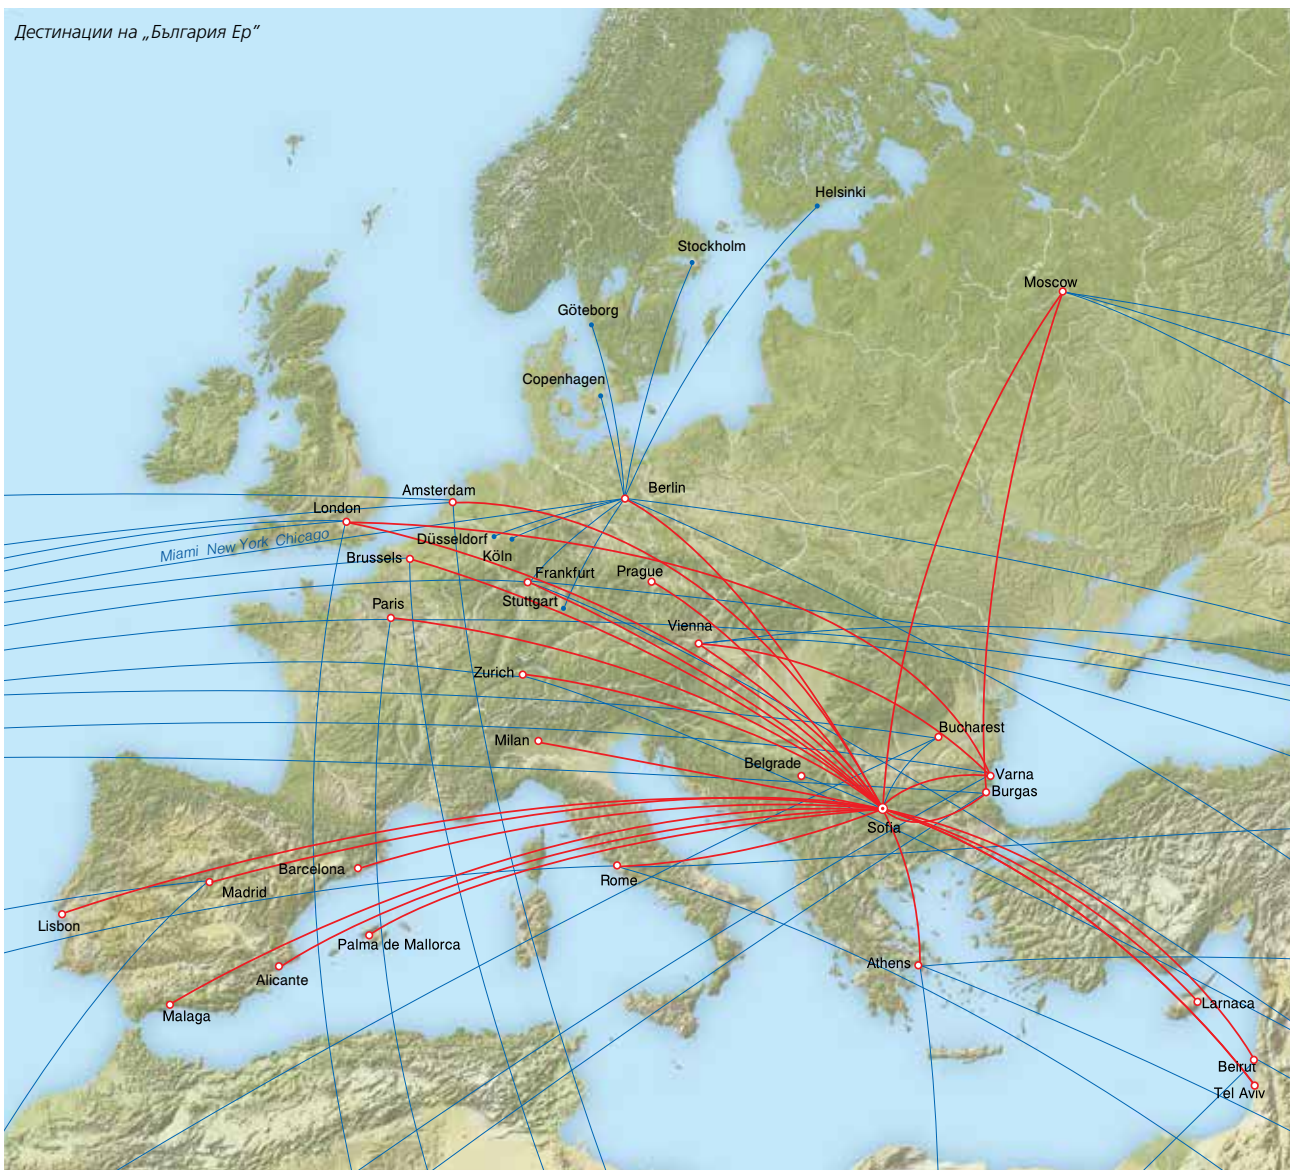 Дестинации на „България Ер“
Helsinki
Stockholm
Moscow
Göteborg
Copenhagen
Berlin
Amsterdam
London
Miami New York Chicago
Düsseldorf
Köln
Brussels
Frankfurt
Prague
Stuttgart
Paris
Vienna
Zurich
Bucharest
Milan
Belgrade
Varna
Burgas
Sofia
Barcelona
Rome
Madrid
Lisbon
Palma de Mallorca
Athens
Alicante
Larnaca
Malaga
Beirut
Tel Aviv